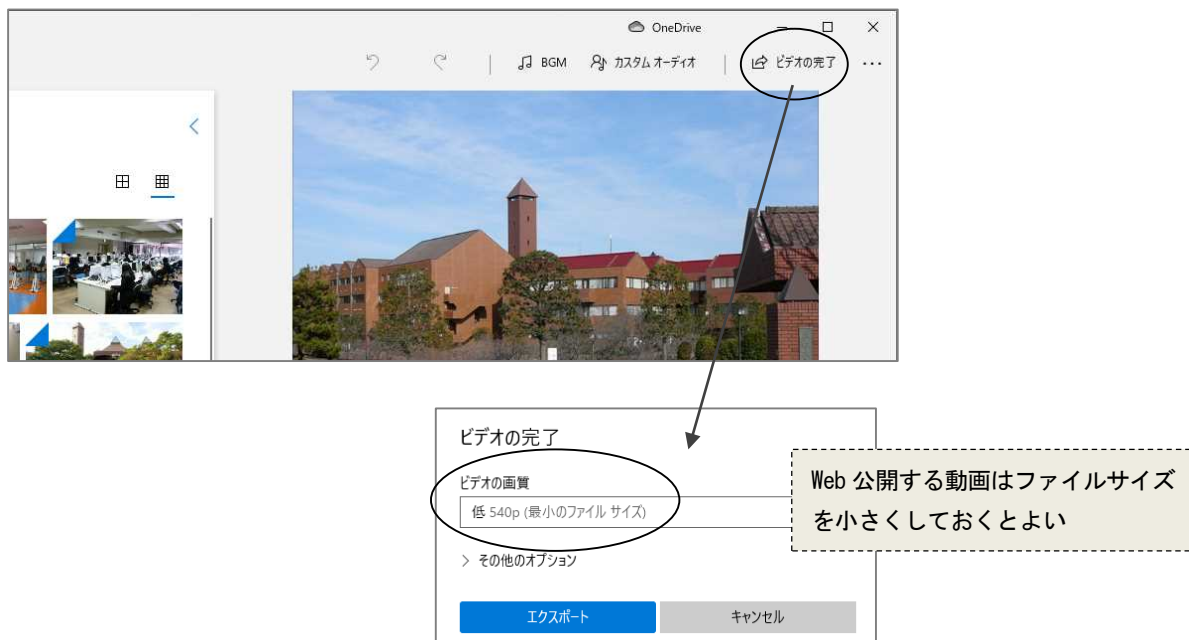 OneDrive
BGM カスタム オーディオ ビデオの完了 ...
ビデオの完了
ビデオの画質
低 540p (最小のファイル サイズ)
Web 公開する動画はファイルサイズ
を小さくしておくとよい
その他のオプション
エクスポート キャンセル